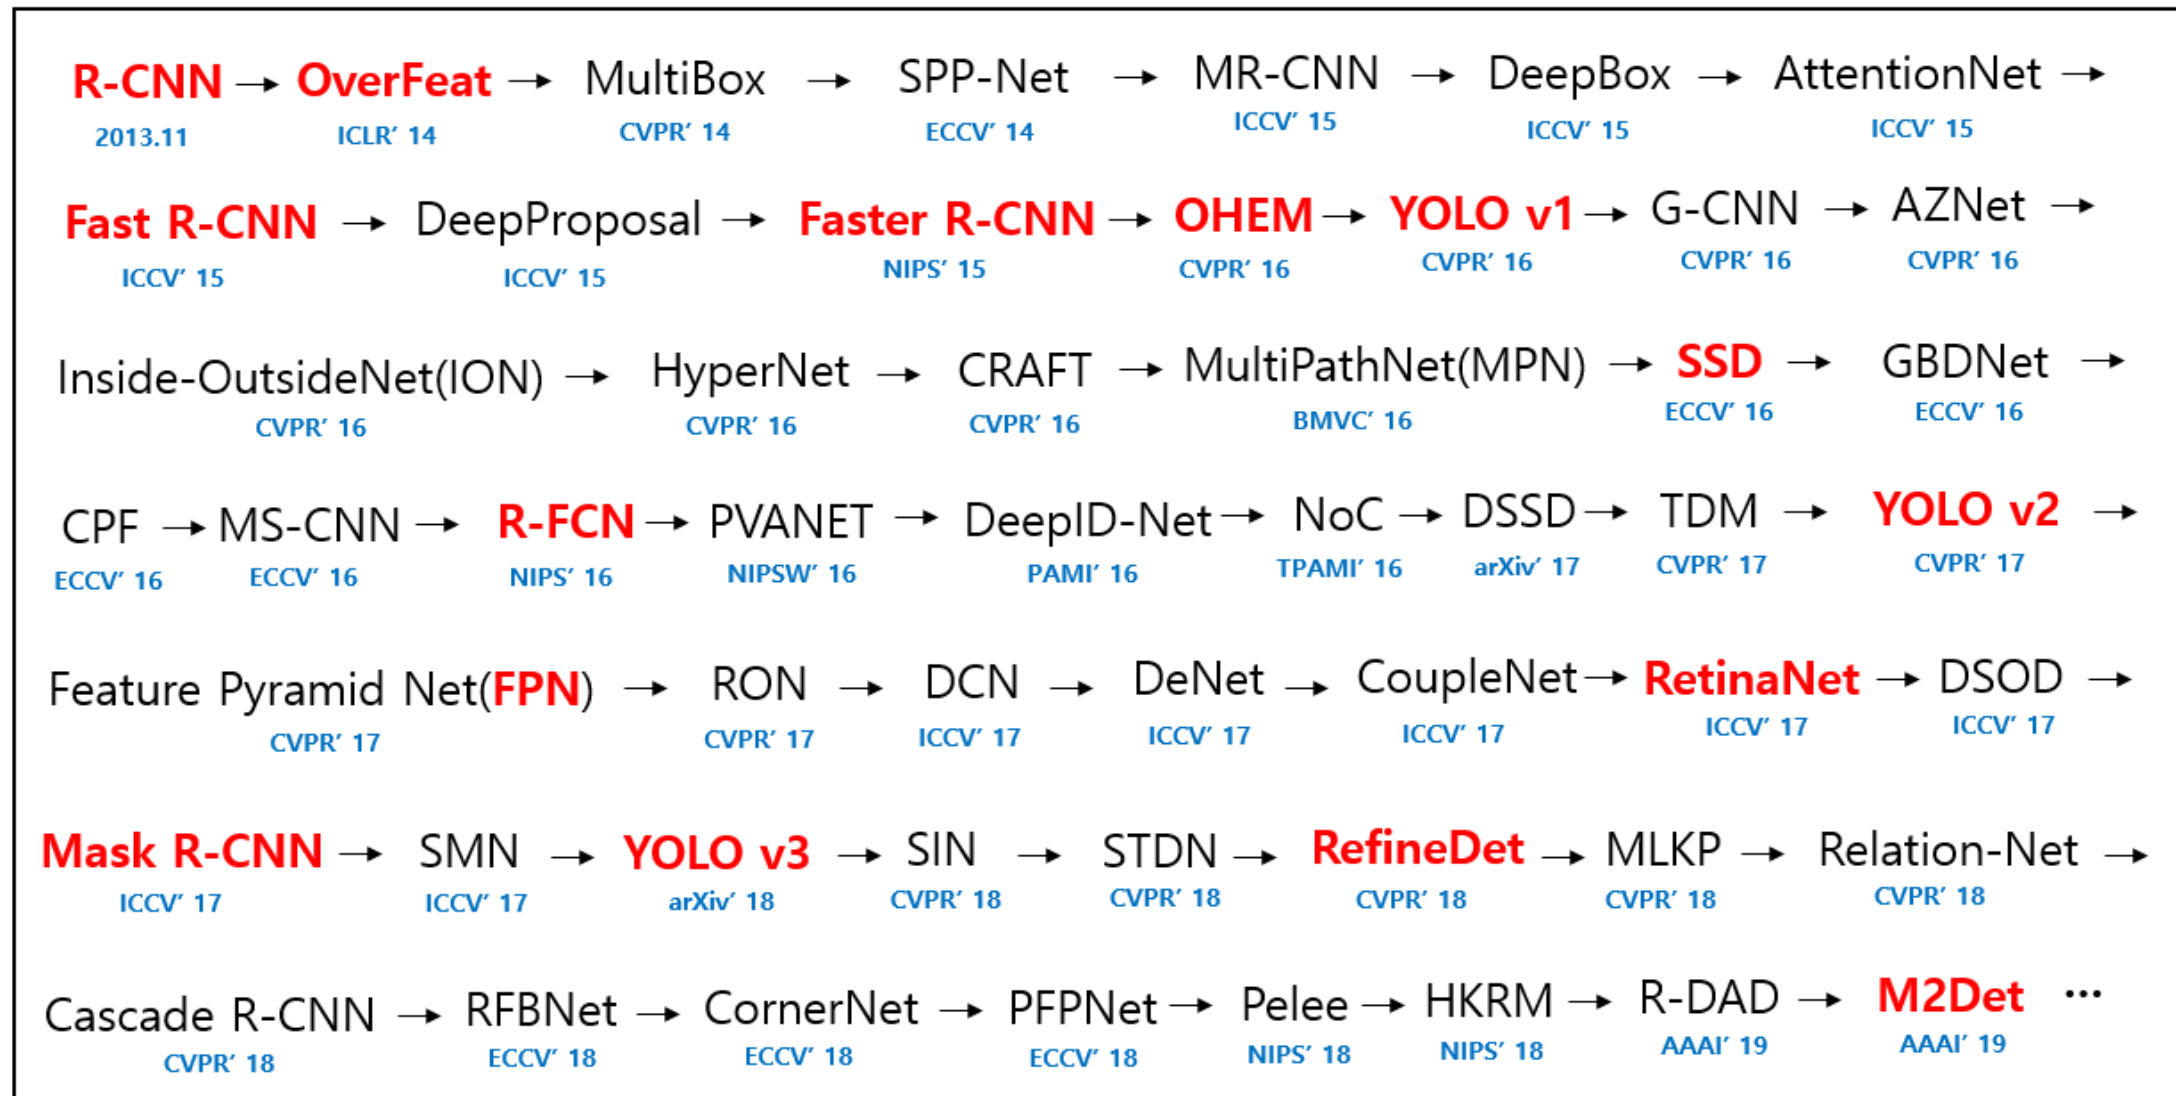 R-CNN → OverFeat → MultiBox → SPP-Net → MR-CNN → DeepBox → AttentionNet →
2013.11 ICLR' 14 CVPR' 14 ECCV' 14 ICCV' 15 ICCV' 15 ICCV' 15
Fast R-CNN → DeepProposal → Faster R-CNN → OHEM → YOLO v1 → G-CNN → AZNet →
ICCV' 15 ICCV' 15 NIPS' 15 CVPR' 16 CVPR' 16 CVPR' 16 CVPR' 16
Inside-OutsideNet(ION) → HyperNet → CRAFT → MultiPathNet(MPN) → SSD → GBDNet →
CVPR' 16 CVPR' 16 CVPR' 16 BMVC' 16 ECCV' 16 ECCV' 16
CPF → MS-CNN → R-FCN → PVANET → DeepID-Net → NoC → DSSD → TDM → YOLO v2 →
ECCV' 16 ECCV' 16 NIPS' 16 NIPSW' 16 PAMI' 16 TPAMI' 16 arXiv' 17 CVPR' 17 CVPR' 17
Feature Pyramid Net(FPN) → RON → DCN → DeNet → CoupleNet → RetinaNet → DSOD →
CVPR' 17 CVPR' 17 ICCV' 17 ICCV' 17 ICCV' 17 ICCV' 17 ICCV' 17
Mask R-CNN → SMN → YOLO v3 → SIN → STDN → RefineDet → MLKP → Relation-Net →
ICCV' 17 ICCV' 17 arXiv' 18 CVPR' 18 CVPR' 18 CVPR' 18 CVPR' 18 CVPR' 18
Cascade R-CNN → RFBNet → CornerNet → PFPNet → Pelee → HKRM → R-DAD → M2Det ···
CVPR' 18 ECCV' 18 ECCV' 18 ECCV' 18 NIPS' 18 NIPS' 18 AAAI' 19 AAAI' 19